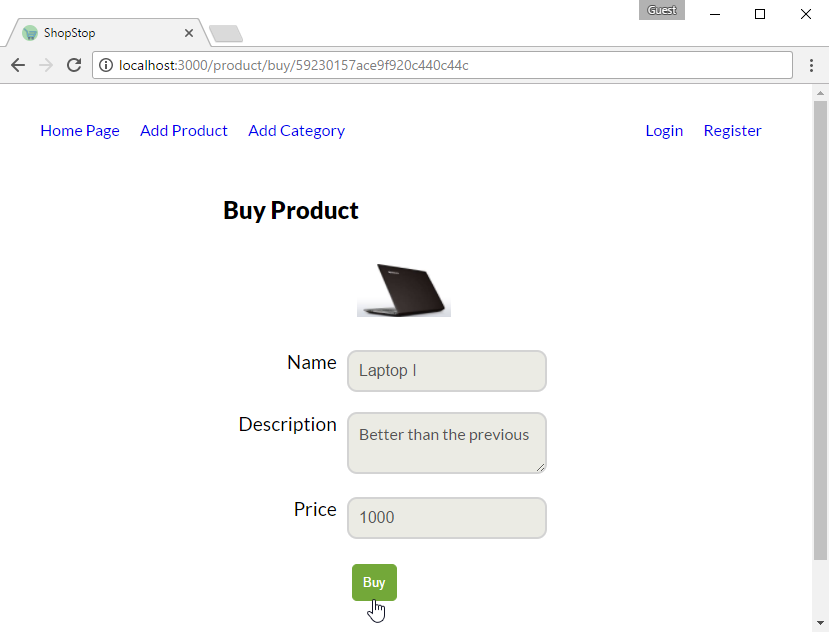 Guest
ShopStop
localhost:3000/product/buy/59230157ace9f920c440c44c
Home Page Add Product Add Category Login Register
Buy Product
Name Laptop I
Description Better than the previous
Price 1000
Buy